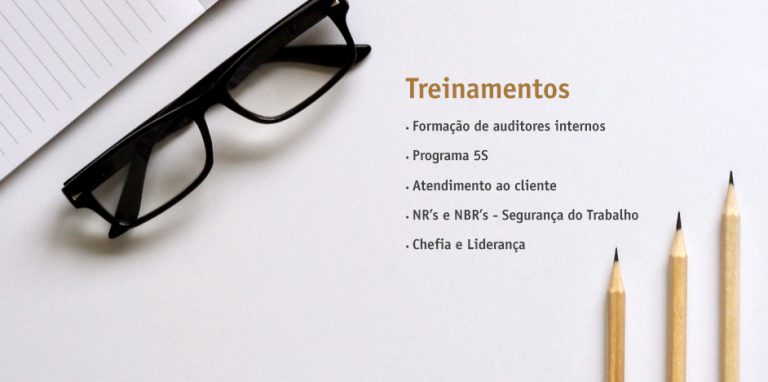 Treinamentos
• Formação de auditores internos
• Programa 5S
• Atendimento ao cliente
• NR’s e NBR’s - Segurança do Trabalho
• Chefia e Liderança